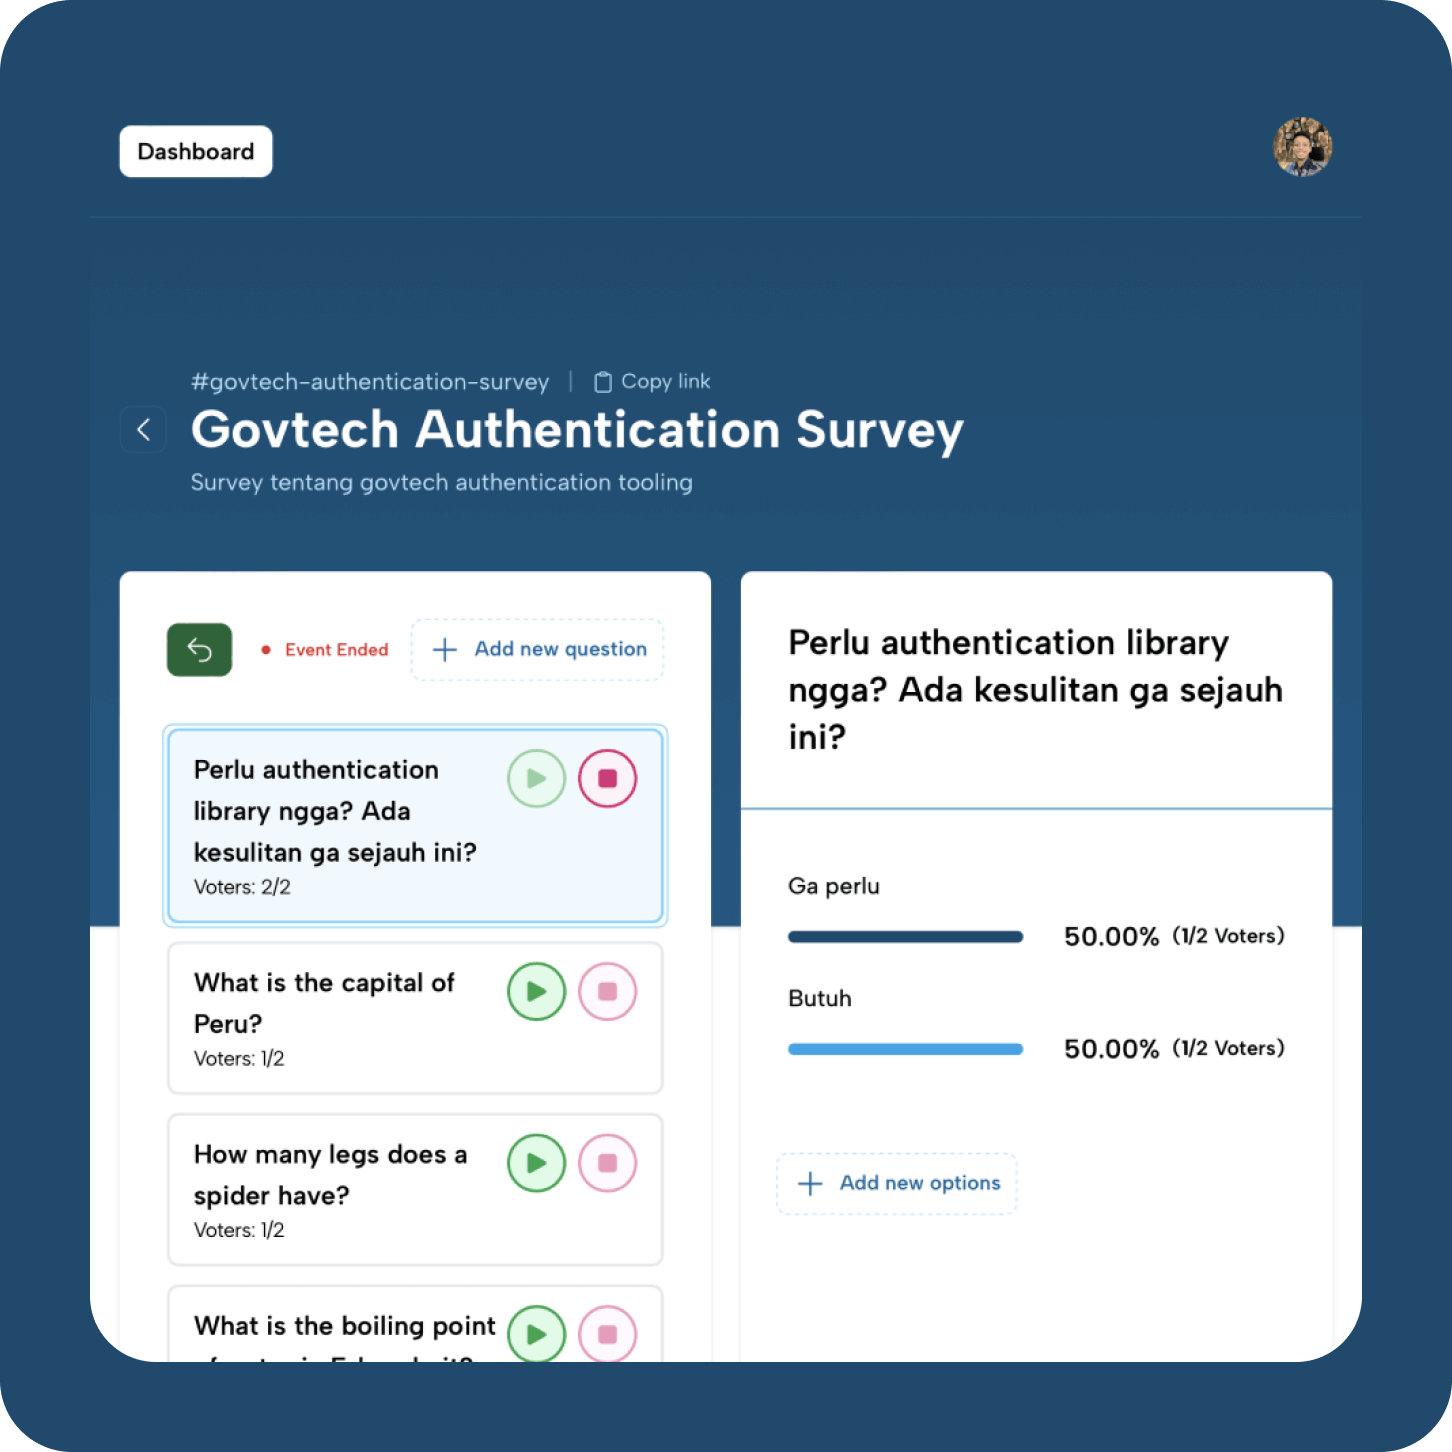 Dashboard
#govtech-authentication-survey | Copy link
Govtech Authentication Survey
Survey tentang govtech authentication tooling
Event Ended
Add new question
Perlu authentication
library ngga? Ada
kesulitan ga sejauh ini?
Voters: 2/2
What is the capital of
Peru?
Voters: 1/2
How many legs does a
spider have?
Voters: 1/2
What is the boiling point
Perlu authentication library
ngga? Ada kesulitan ga sejauh
ini?
Ga perlu
50.00% (1/2 Voters)
Butuh
50.00% (1/2 Voters)
Add new options